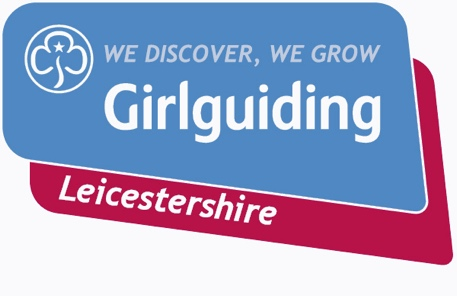 WE DISCOVER, WE GROW
Girlguiding
Leicestershire